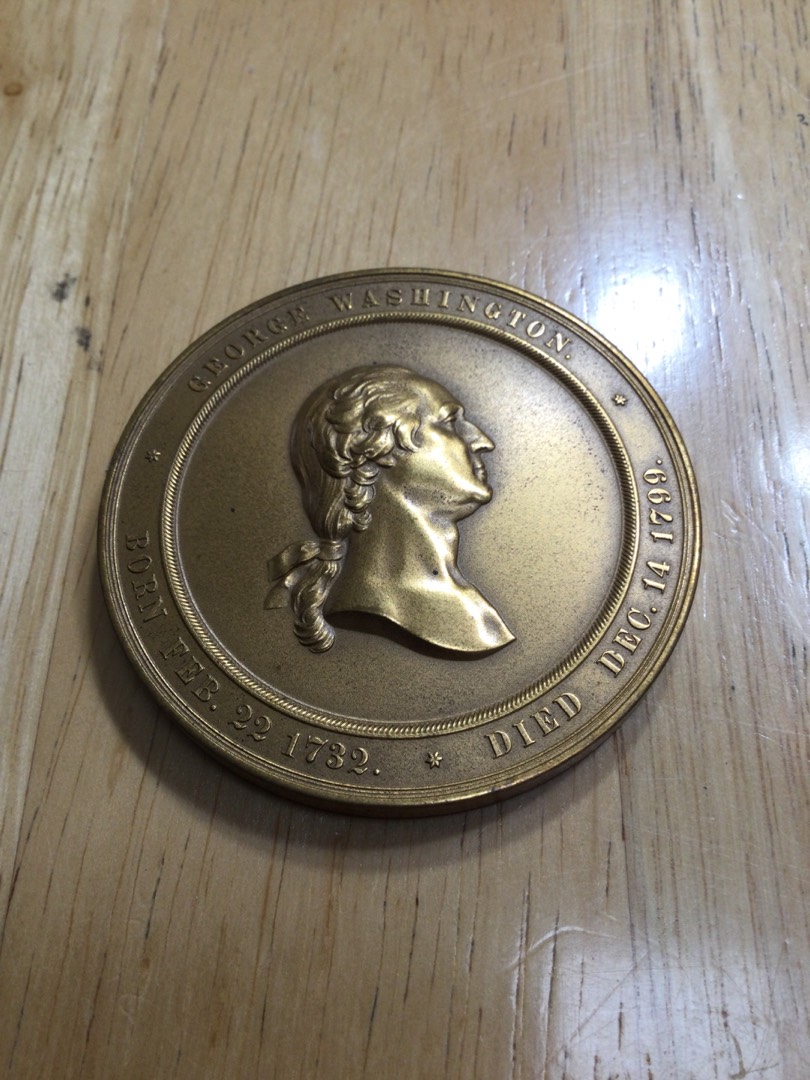 GEORGE WASHINGTON.
BORN FEB. 22 1732.
DIED DEC. 14 1799.